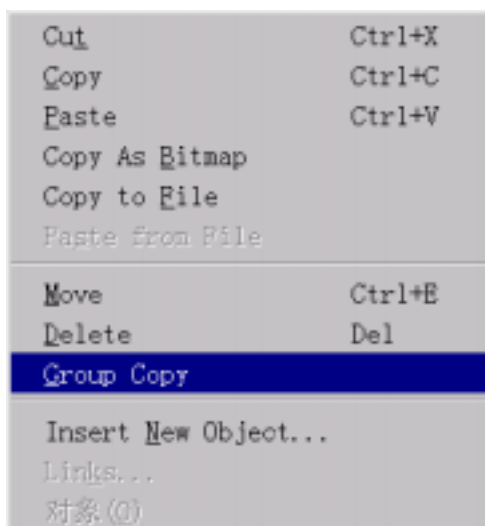 Cut Ctrl+X
Copy Ctrl+C
Paste Ctrl+V
Copy As Bitmap
Copy to File
Paste from File
Move Ctrl+E
Delete Del
Group Copy
Insert New Object...
Links...
对象(O)